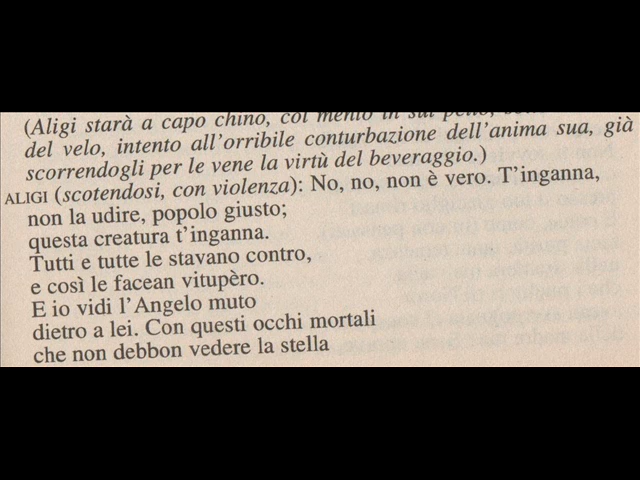 (Aligi starà a capo chino, col mento in sul petto,
del velo, intento all'orribile conturbazione dell'anima sua, già
scorrendogli per le vene la virtù del beveraggio.)
ALIGI (scotendosi, con violenza): No, no, non è vero. T'inganna,
non la udire, popolo giusto;
questa creatura t'inganna.
Tutti e tutte le stavano contro,
e così le facean vitupèro.
E io vidi l'Angelo muto
dietro a lei. Con questi occhi mortali
che non debbon vedere la stella